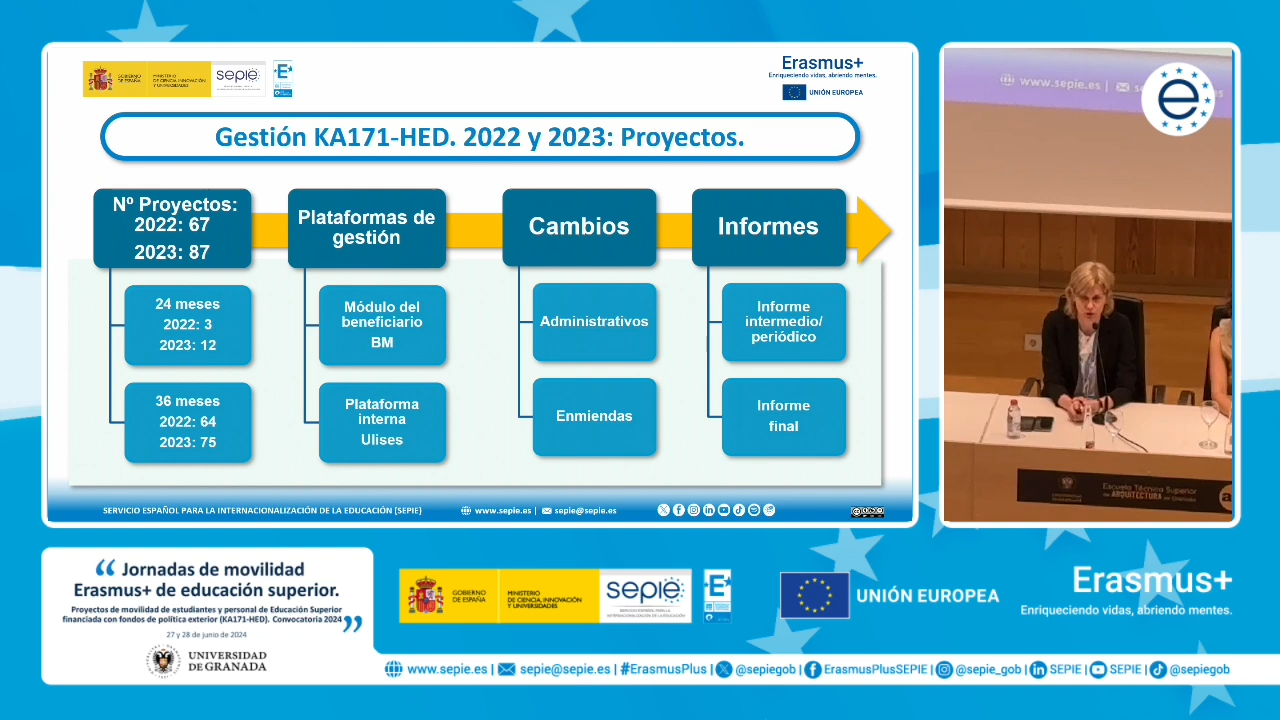 GOBIERNO
DE ESPAÑA
MINISTERIO
DE CIENCIA, INNOVACIÓN
Y UNIVERSIDADES
sepie
Erasmus+
Enriqueciendo vidas, abriendo mentes.
UNIÓN EUROPEA
Gestión KA171-HED. 2022 y 2023: Proyectos.
Nº Proyectos:
2022: 67
2023: 87
24 meses
2022: 3
2023: 12
36 meses
2022: 64
2023: 75
Plataformas de
gestión
Módulo del
beneficiario
BM
Plataforma
interna
Ulises
Cambios
Administrativos
Enmiendas
Informes
Informe
intermedio/
periódico
Informe
final
SERVICIO ESPAÑOL PARA LA INTERNACIONALIZACIÓN DE LA EDUCACIÓN (SEPIE)
www.sepie.es |
sepie@sepie.es
www.sepie.es |
e
Escuela Técnica Superior
de ARQUITECTURA de Granada
“ Jornadas de movilidad
Erasmus+ de educación superior.
Proyectos de movilidad de estudiantes y personal de Educación Superior
financiada con fondos de política exterior (KA171-HED). Convocatoria 2024 ”
27 y 28 de junio de 2024
UNIVERSIDAD
DE GRANADA
GOBIERNO
DE ESPAÑA
MINISTERIO
DE CIENCIA, INNOVACIÓN
Y UNIVERSIDADES
sepie
SERVICIO ESPAÑOL PARA LA
INTERNACIONALIZACIÓN DE LA EDUCACIÓN
E
UNIÓN EUROPEA
Erasmus+
Enriqueciendo vidas, abriendo mentes.
www.sepie.es | sepie@sepie.es | #ErasmusPlus | @sepiegob | ErasmusPlusSEPIE | @sepie_gob | SEPIE | SEPIE | @sepiegob